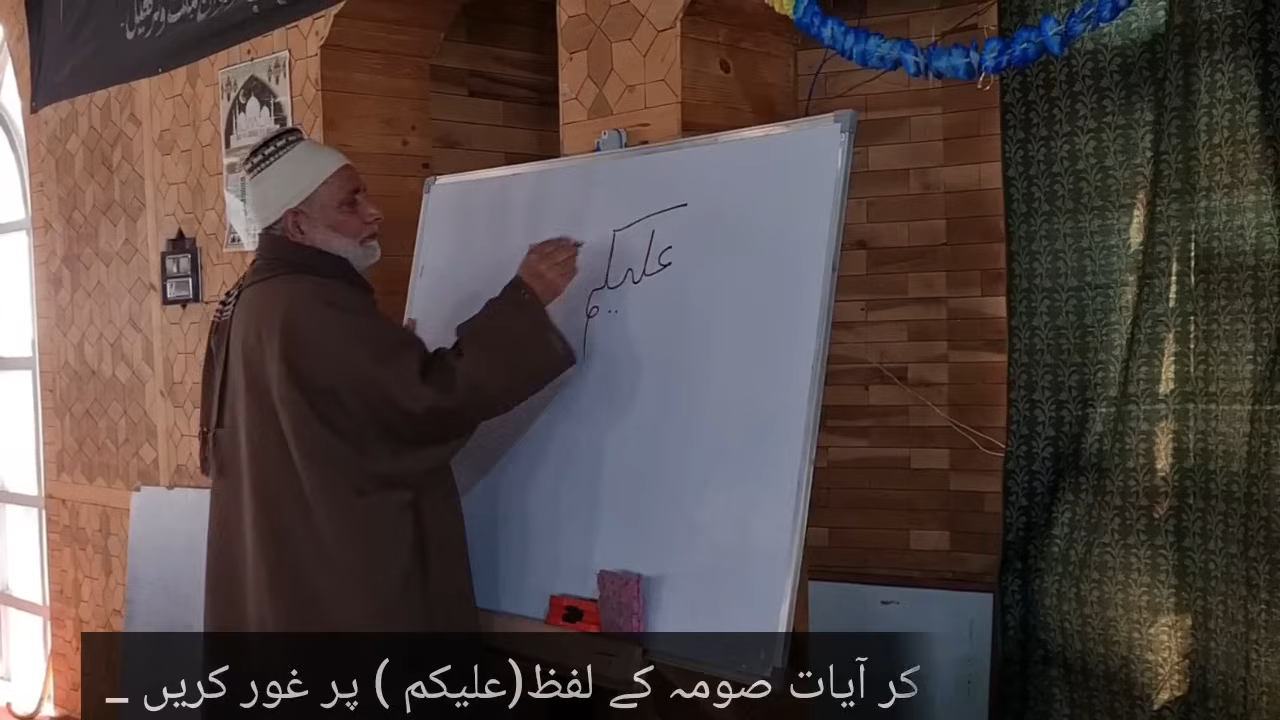 علیکم
کر آیات صومہ کے لفظ(علیکم ) پر غور کریں ـ